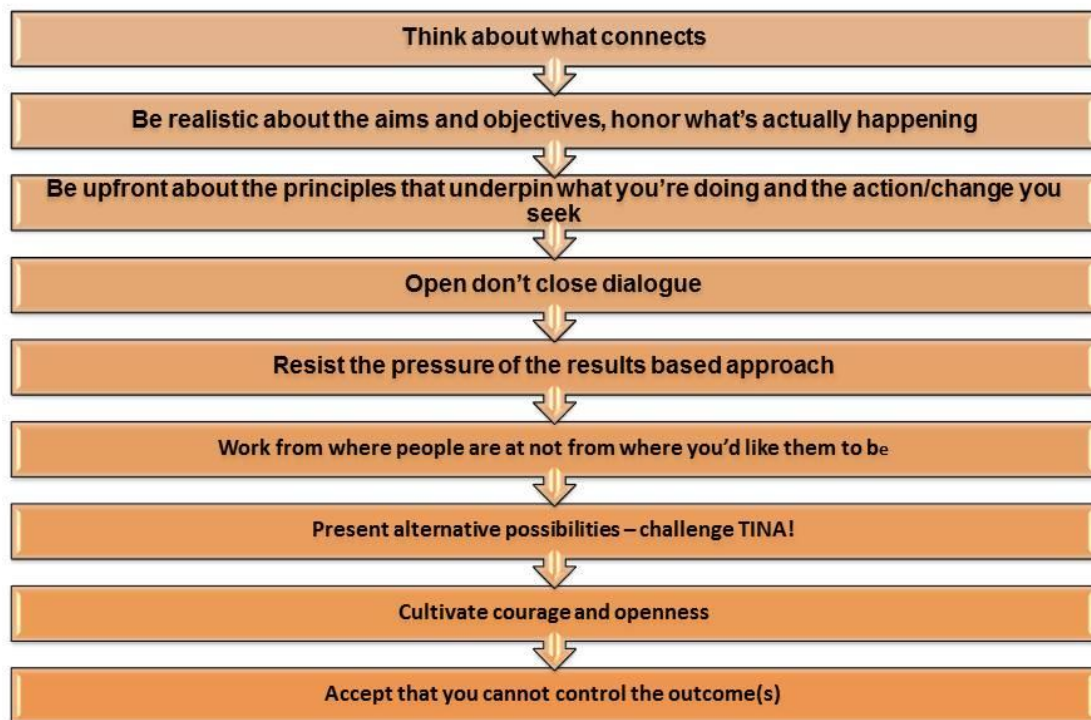 Think about what connects
Be realistic about the aims and objectives, honor what's actually happening
Be upfront about the principles that underpin what you're doing and the action/change you
seek
Open don't close dialogue
Resist the pressure of the results based approach
Work from where people are at not from where you'd like them to be
Present alternative possibilities – challenge TINA!
Cultivate courage and openness
Accept that you cannot control the outcome(s)